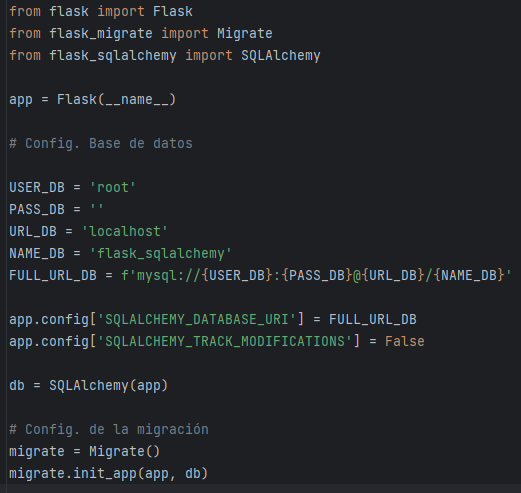 from flask import Flask
from flask_migrate import Migrate
from flask_sqlalchemy import SQLAlchemy
app = Flask(__name__)
# Config. Base de datos
USER_DB = 'root'
PASS_DB = ''
URL_DB = 'localhost'
NAME_DB = 'flask_sqlalchemy'
FULL_URL_DB = f'mysql://{USER_DB}:{PASS_DB}@{URL_DB}/{NAME_DB}'
app.config['SQLALCHEMY_DATABASE_URI'] = FULL_URL_DB
app.config['SQLALCHEMY_TRACK_MODIFICATIONS'] = False
db = SQLAlchemy(app)
# Config. de la migración
migrate = Migrate()
migrate.init_app(app, db)